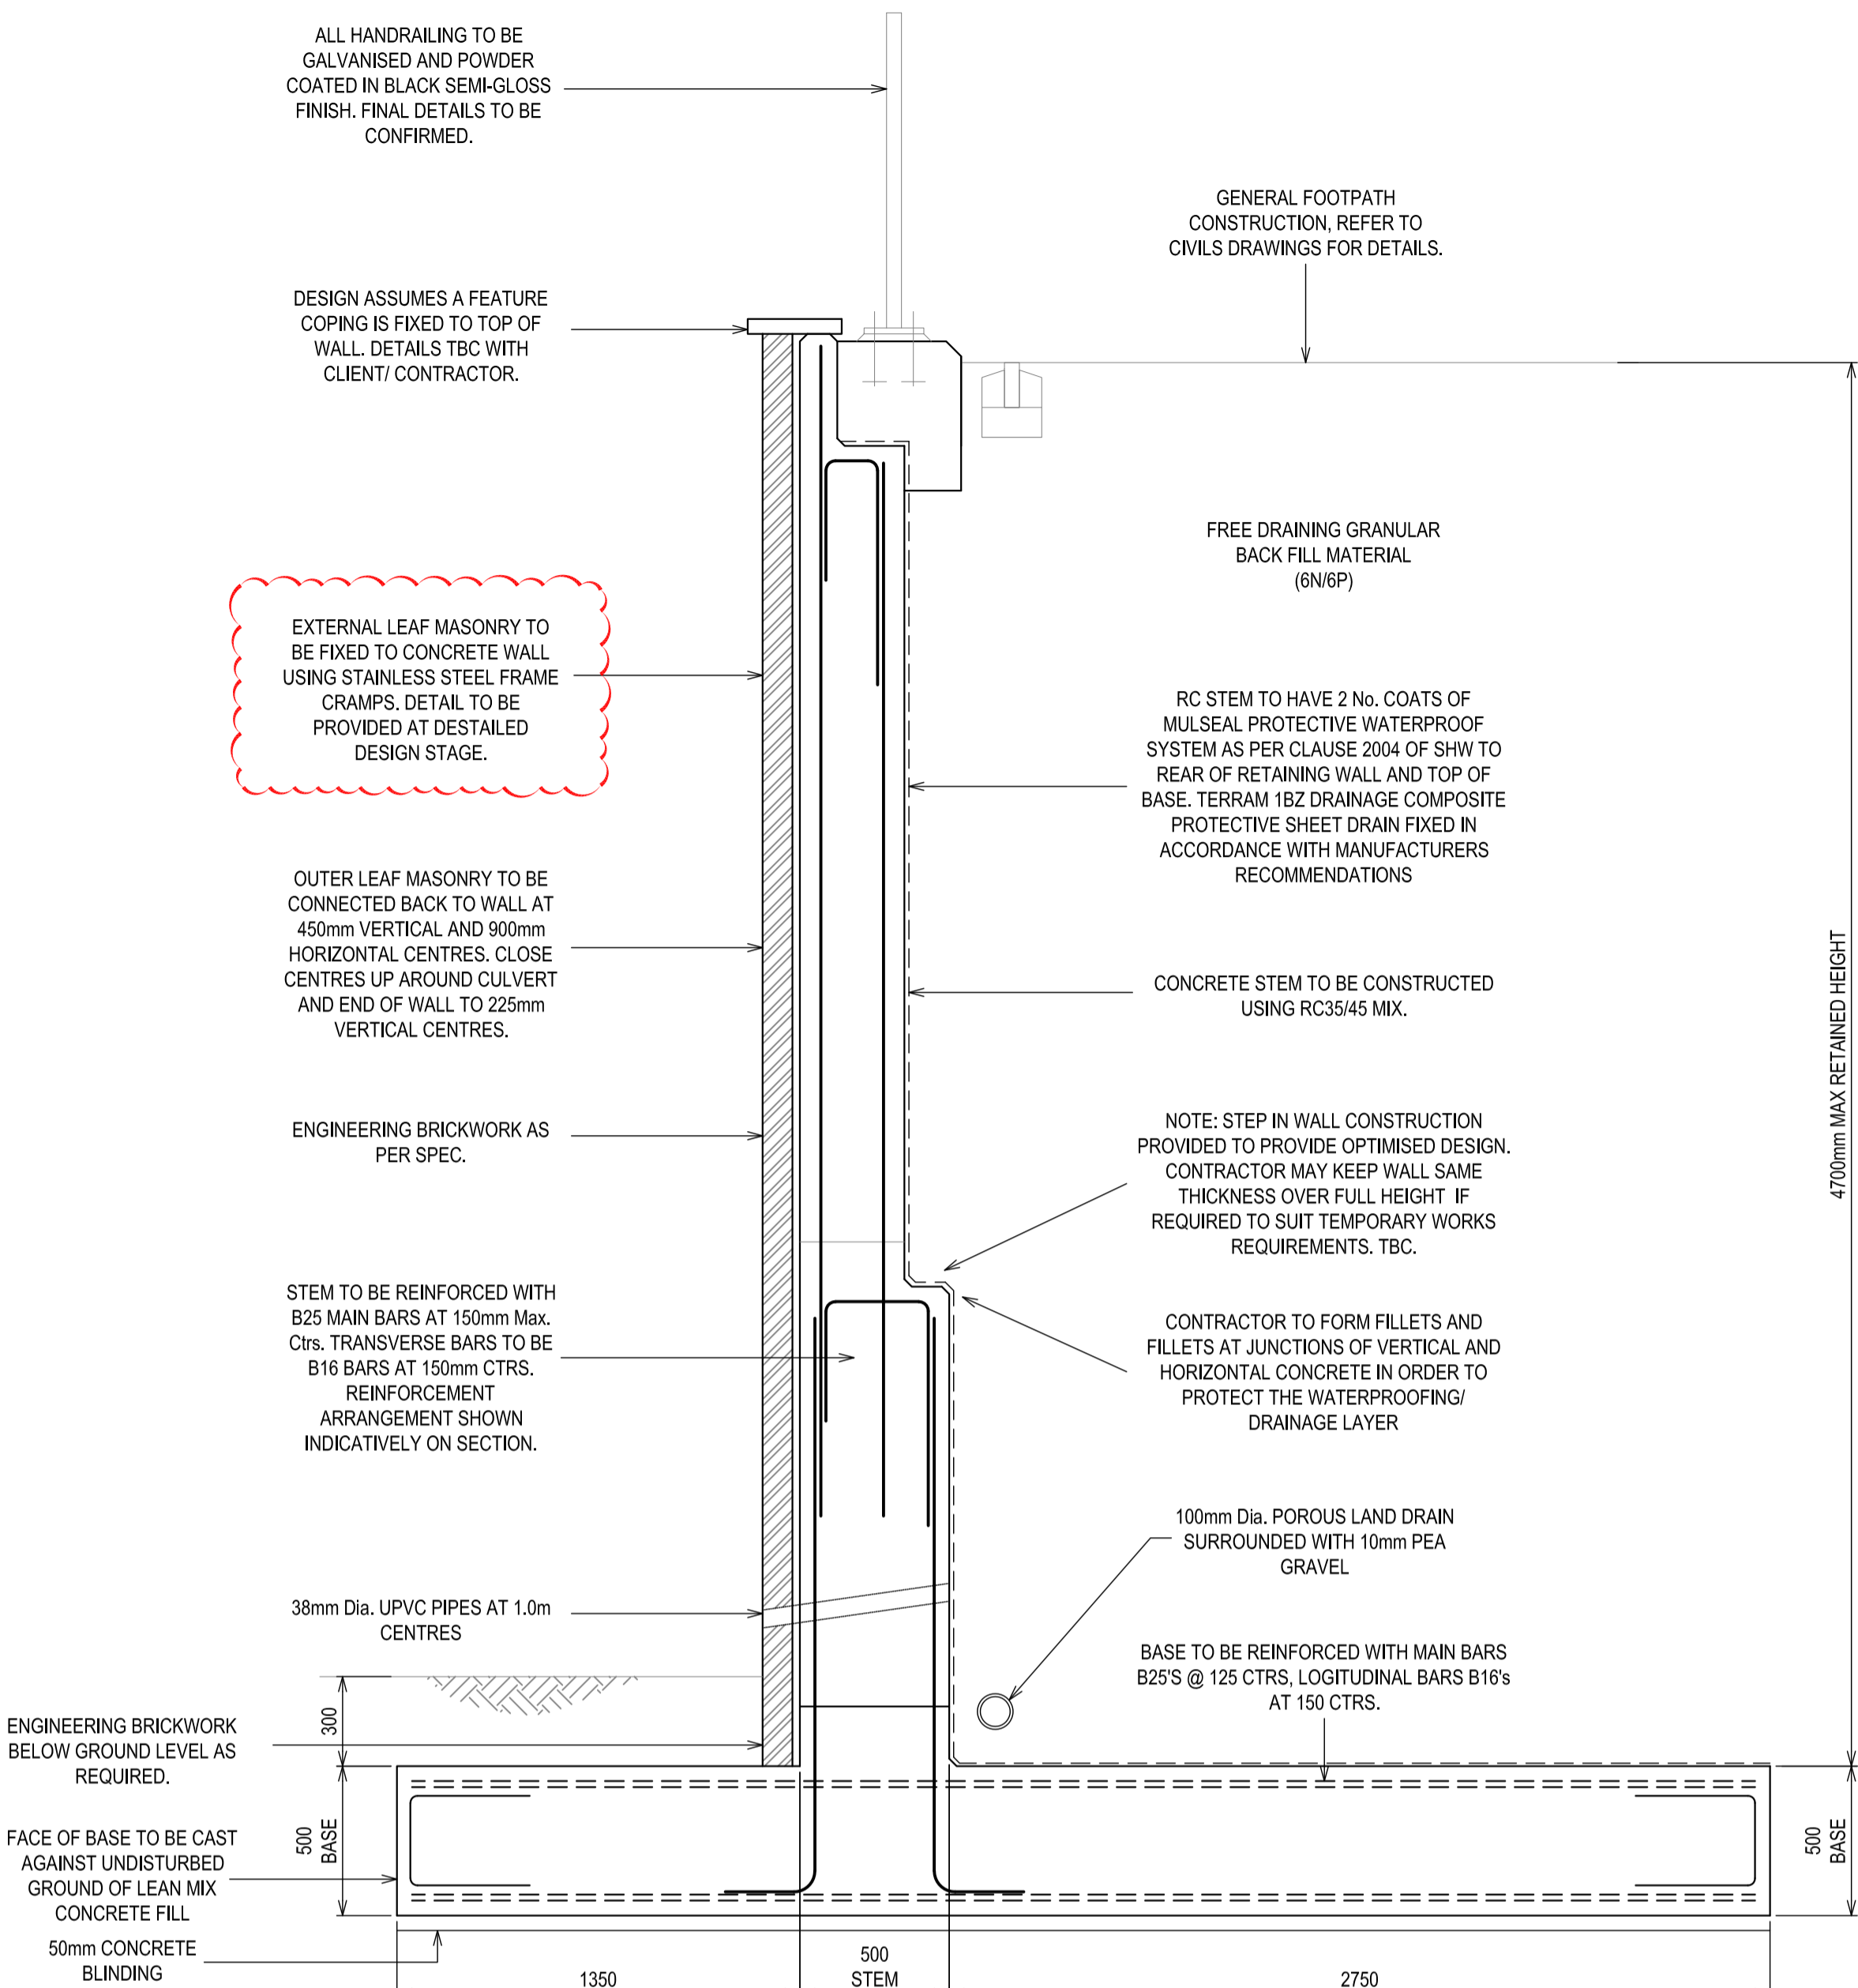 ALL HANDRAILING TO BE
GALVANISED AND POWDER
COATED IN BLACK SEMI-GLOSS
FINISH. FINAL DETAILS TO BE
CONFIRMED.
GENERAL FOOTPATH
CONSTRUCTION, REFER TO
CIVILS DRAWINGS FOR DETAILS.
DESIGN ASSUMES A FEATURE
COPING IS FIXED TO TOP OF
WALL. DETAILS TBC WITH
CLIENT/ CONTRACTOR.
FREE DRAINING GRANULAR
BACK FILL MATERIAL
(6N/6P)
EXTERNAL LEAF MASONRY TO
BE FIXED TO CONCRETE WALL
USING STAINLESS STEEL FRAME
CRAMPS. DETAIL TO BE
PROVIDED AT DESTAILED
DESIGN STAGE.
RC STEM TO HAVE 2 No. COATS OF
MULSEAL PROTECTIVE WATERPROOF
SYSTEM AS PER CLAUSE 2004 OF SHW TO
REAR OF RETAINING WALL AND TOP OF
BASE. TERRAM 1BZ DRAINAGE COMPOSITE
PROTECTIVE SHEET DRAIN FIXED IN
ACCORDANCE WITH MANUFACTURERS
RECOMMENDATIONS
OUTER LEAF MASONRY TO BE
CONNECTED BACK TO WALL AT
450mm VERTICAL AND 900mm
HORIZONTAL CENTRES. CLOSE
CENTRES UP AROUND CULVERT
AND END OF WALL TO 225mm
VERTICAL CENTRES.
CONCRETE STEM TO BE CONSTRUCTED
USING RC35/45 MIX.
4700mm MAX RETAINED HEIGHT
ENGINEERING BRICKWORK AS
PER SPEC.
NOTE: STEP IN WALL CONSTRUCTION
PROVIDED TO PROVIDE OPTIMISED DESIGN.
CONTRACTOR MAY KEEP WALL SAME
THICKNESS OVER FULL HEIGHT IF
REQUIRED TO SUIT TEMPORARY WORKS
REQUIREMENTS. TBC.
STEM TO BE REINFORCED WITH
B25 MAIN BARS AT 150mm Max.
Ctrs. TRANSVERSE BARS TO BE
B16 BARS AT 150mm CTRS.
REINFORCEMENT
ARRANGEMENT SHOWN
INDICATIVELY ON SECTION.
CONTRACTOR TO FORM FILLETS AND
FILLETS AT JUNCTIONS OF VERTICAL AND
HORIZONTAL CONCRETE IN ORDER TO
PROTECT THE WATERPROOFING/
DRAINAGE LAYER
100mm Dia. POROUS LAND DRAIN
SURROUNDED WITH 10mm PEA
GRAVEL
38mm Dia. UPVC PIPES AT 1.0m
CENTRES
BASE TO BE REINFORCED WITH MAIN BARS
B25'S @ 125 CTRS, LOGITUDINAL BARS B16's
AT 150 CTRS.
300
ENGINEERING BRICKWORK
BELOW GROUND LEVEL AS
REQUIRED.
500
BASE
500
BASE
FACE OF BASE TO BE CAST
AGAINST UNDISTURBED
GROUND OF LEAN MIX
CONCRETE FILL
50mm CONCRETE
BLINDING
1350
500
STEM
2750